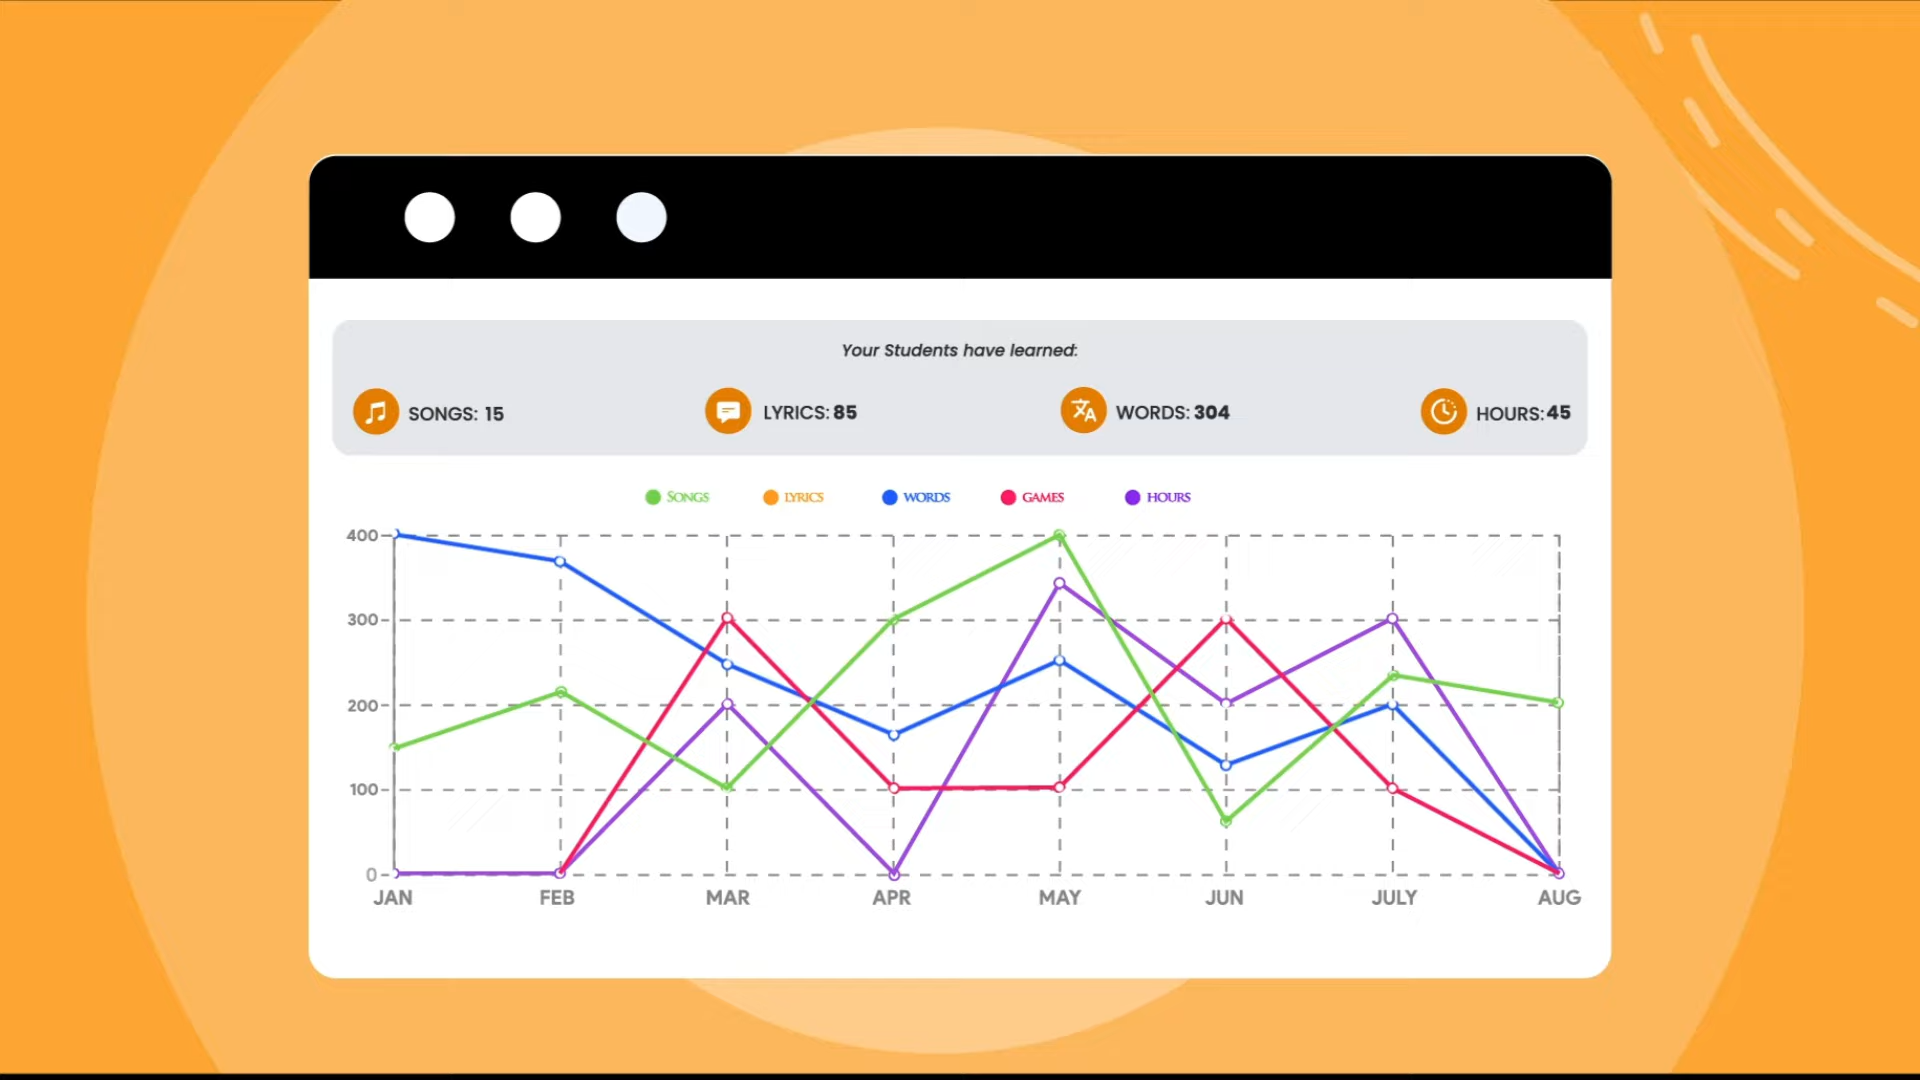 Your Students have learned:
SONGS: 15 LYRICS: 85 WORDS: 304 HOURS: 45
SONGS LYRICS WORDS GAMES HOURS
400
300
200
100
0
JAN FEB MAR APR MAY JUN JULY AUG